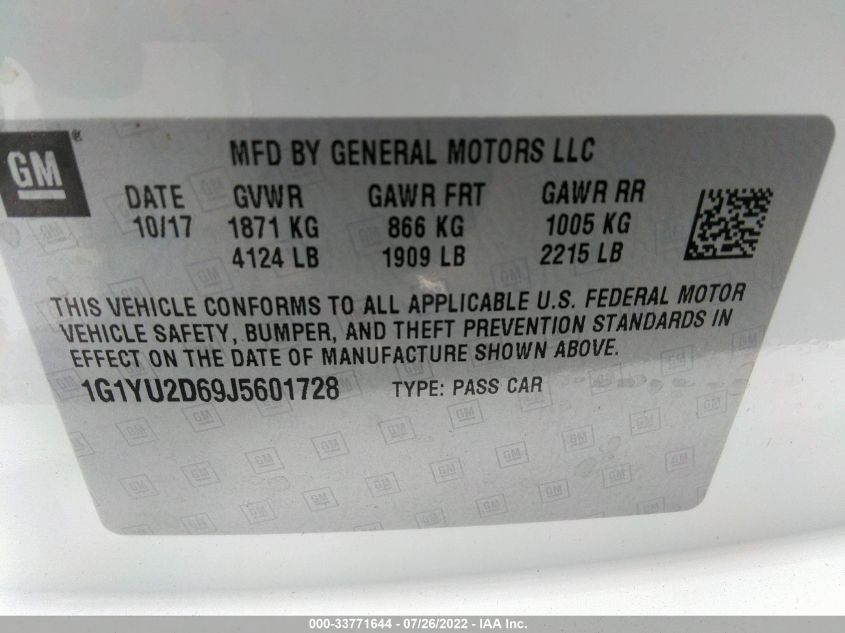 GM ®
MFD BY GENERAL MOTORS LLC
DATE GVWR GAWR FRT GAWR RR
10/17 1871 KG 866 KG 1005 KG
4124 LB 1909 LB 2215 LB
THIS VEHICLE CONFORMS TO ALL APPLICABLE U.S. FEDERAL MOTOR
VEHICLE SAFETY, BUMPER, AND THEFT PREVENTION STANDARDS IN
EFFECT ON THE DATE OF MANUFACTURE SHOWN ABOVE.
1G1YU2D69J5601728 TYPE: PASS CAR
000-33771644 - 07/26/2022 - IAA Inc.